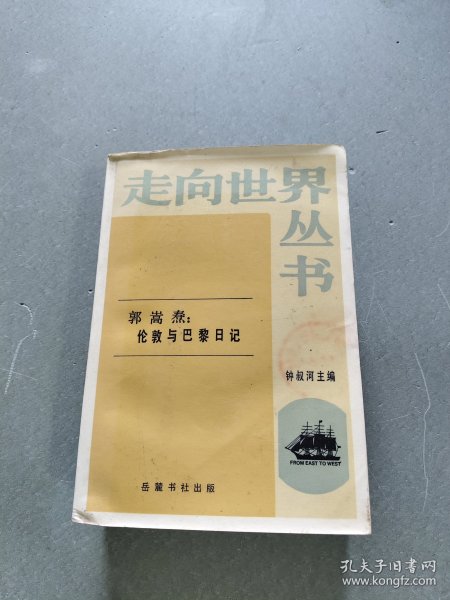 走向世界
丛书
郭嵩焘：
伦敦与巴黎日记
钟叔河主编
FROM EAST TO WEST
岳麓书社出版
孔夫子旧书网
www.kongfz.com